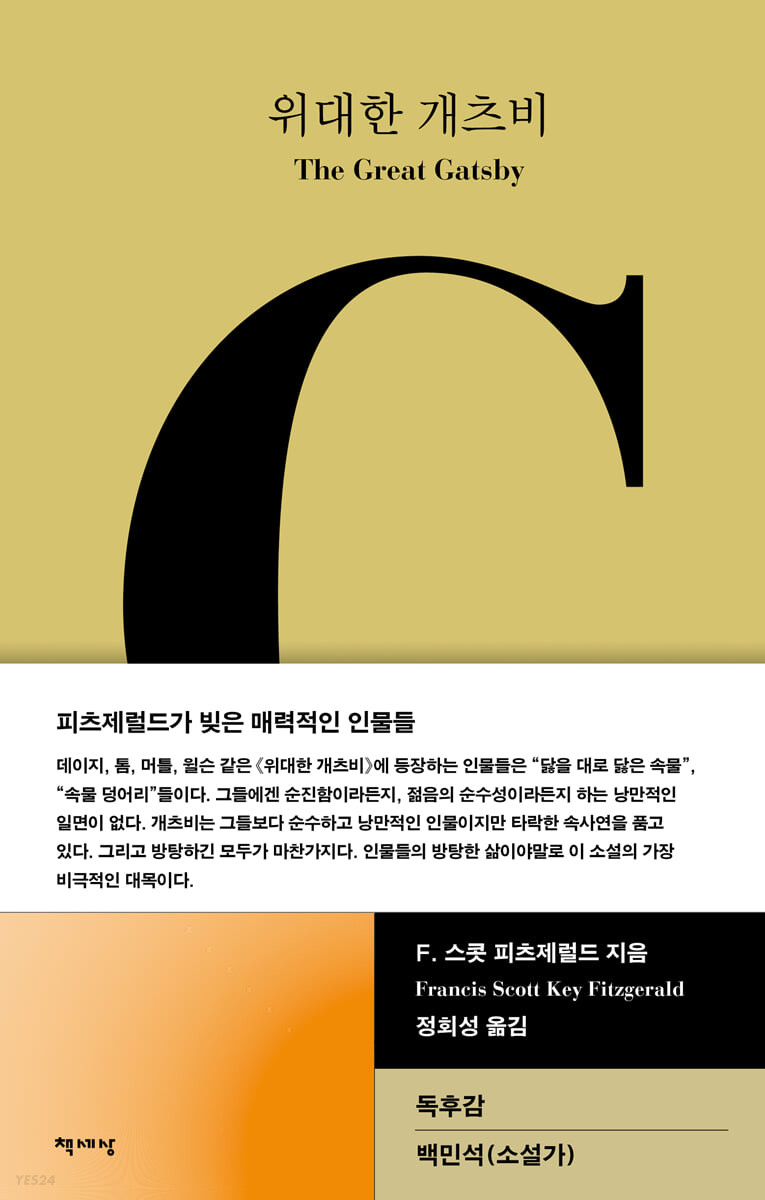 위대한 개츠비
The Great Gatsby
G
피츠제럴드가 빚은 매력적인 인물들
데이지, 톰, 머틀, 윌슨 같은 《위대한 개츠비》에 등장하는 인물들은 “닳을 대로 닳은 속물”,
“속물 덩어리”들이다. 그들에겐 순진함이라든지, 젊음의 순수성이라든지 하는 낭만적인
일면이 없다. 개츠비는 그들보다 순수하고 낭만적인 인물이지만 타락한 속사연을 품고
있다. 그리고 방탕하긴 모두가 마찬가지다. 인물들의 방탕한 삶이야말로 이 소설의 가장
비극적인 대목이다.
F. 스콧 피츠제럴드 지음
Francis Scott Key Fitzgerald
정회성 옮김
독후감
백민석(소설가)
책세상
YES24